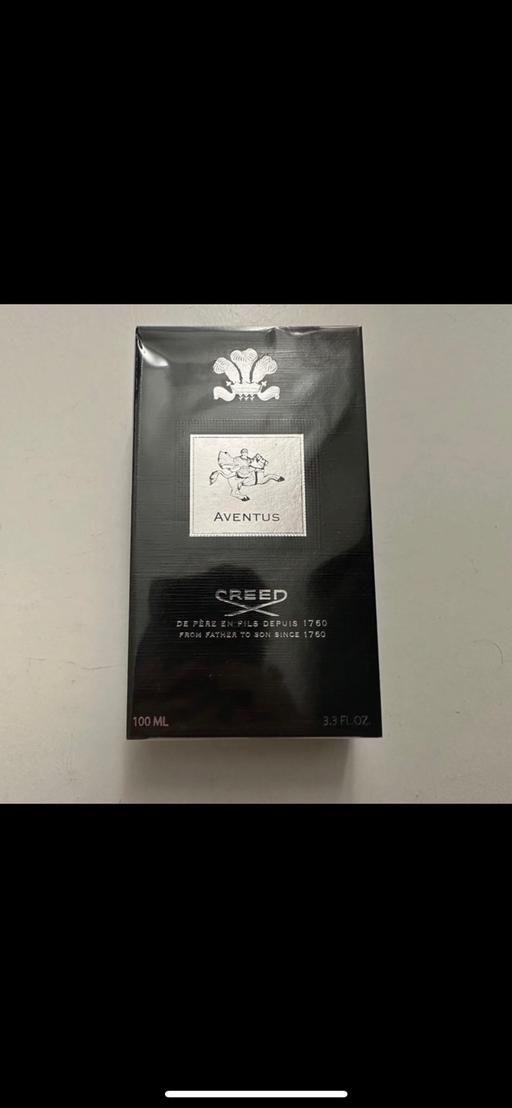 AVENTUS
CREED
DE PÈRE EN FILS DEPUIS 1760
FROM FATHER TO SON SINCE 1760
100 ML
3.3 FL.OZ.